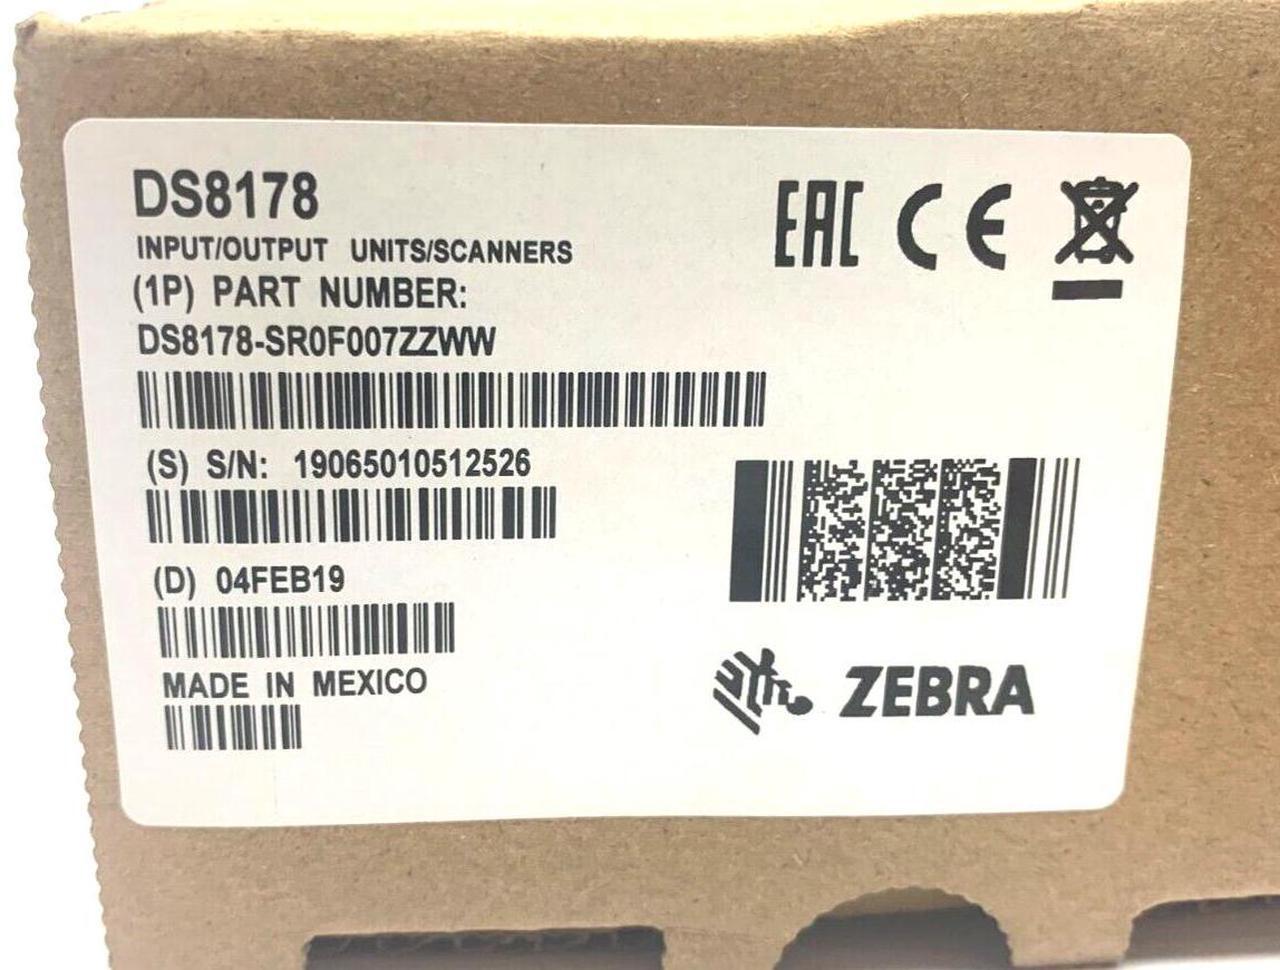 DS8178
INPUT/OUTPUT UNITS/SCANNERS
(1P) PART NUMBER:
DS8178-SR0F007ZZWW
(S) S/N: 19065010512526
(D) 04FEB19
MADE IN MEXICO
EAC CE
ZEBRA